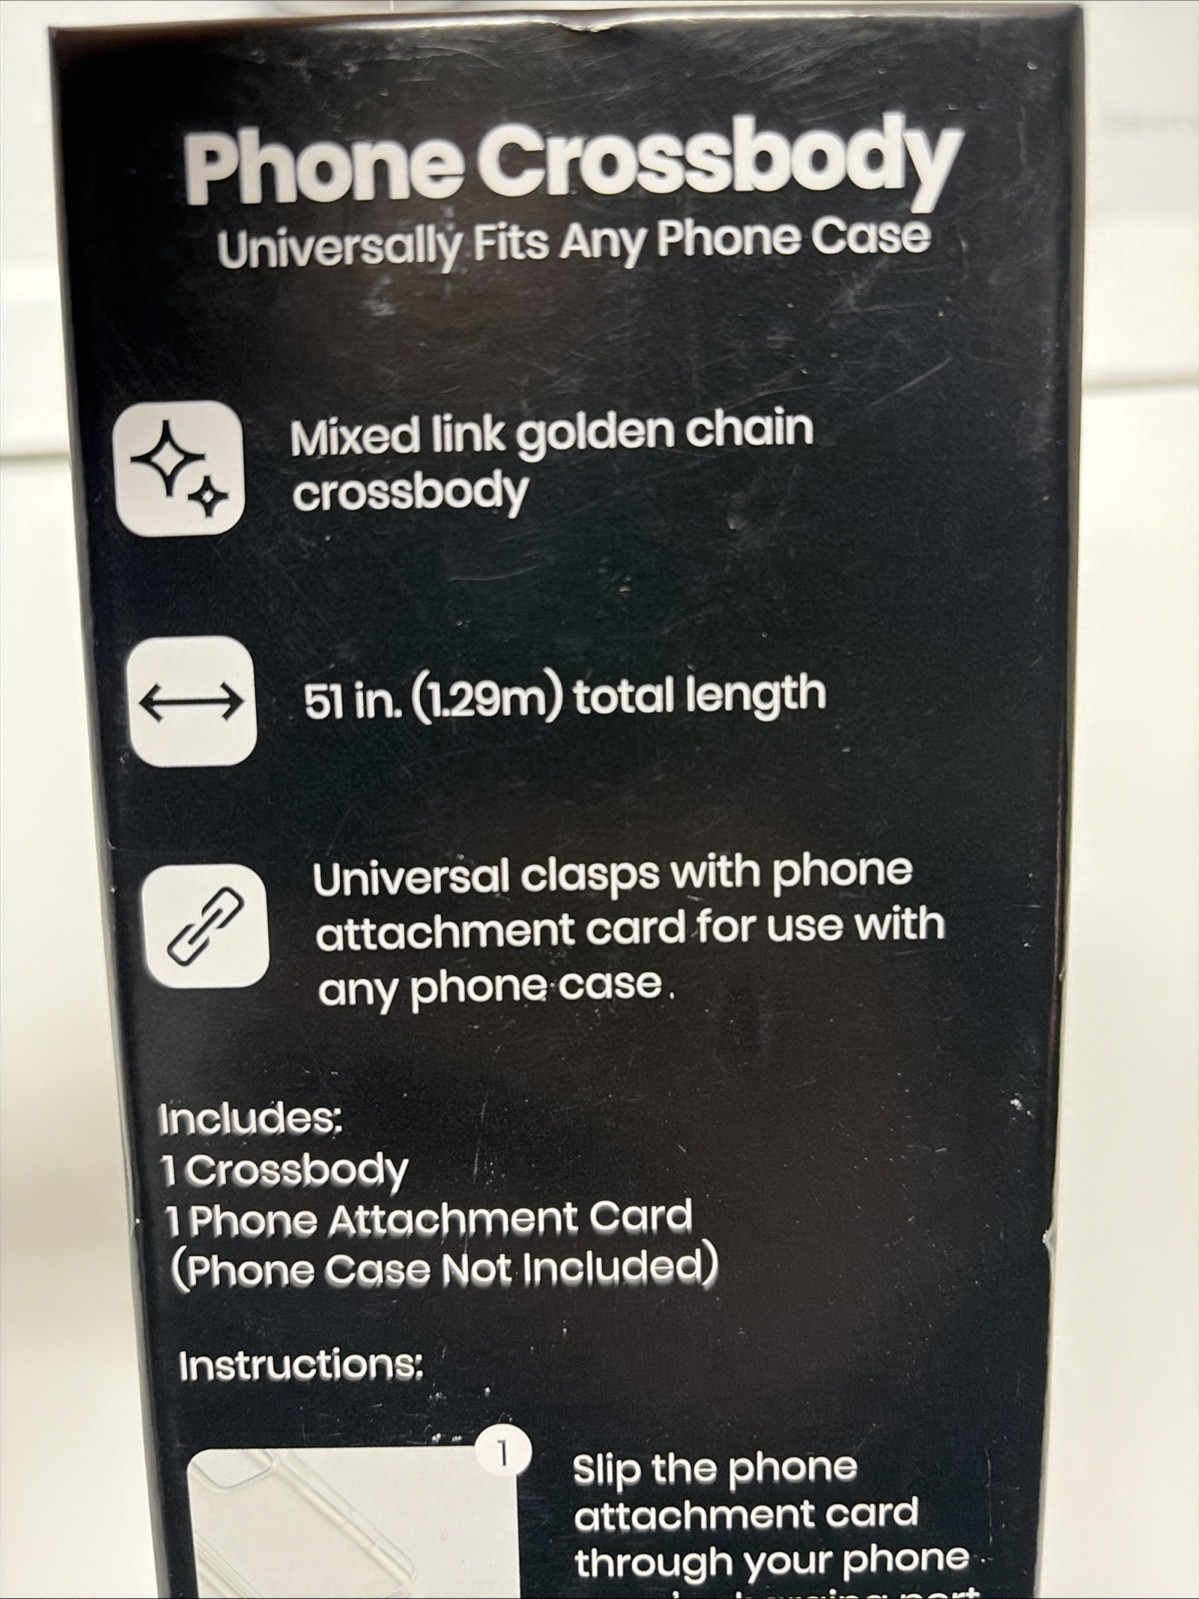 Phone Crossbody
Universally Fits Any Phone Case
Mixed link golden chain
crossbody
51 in. (1.29m) total length
Universal clasps with phone
attachment card for use with
any phone case.
Includes:
1 Crossbody
1 Phone Attachment Card
(Phone Case Not Included)
Instructions:
1
Slip the phone
attachment card
through your phone
port